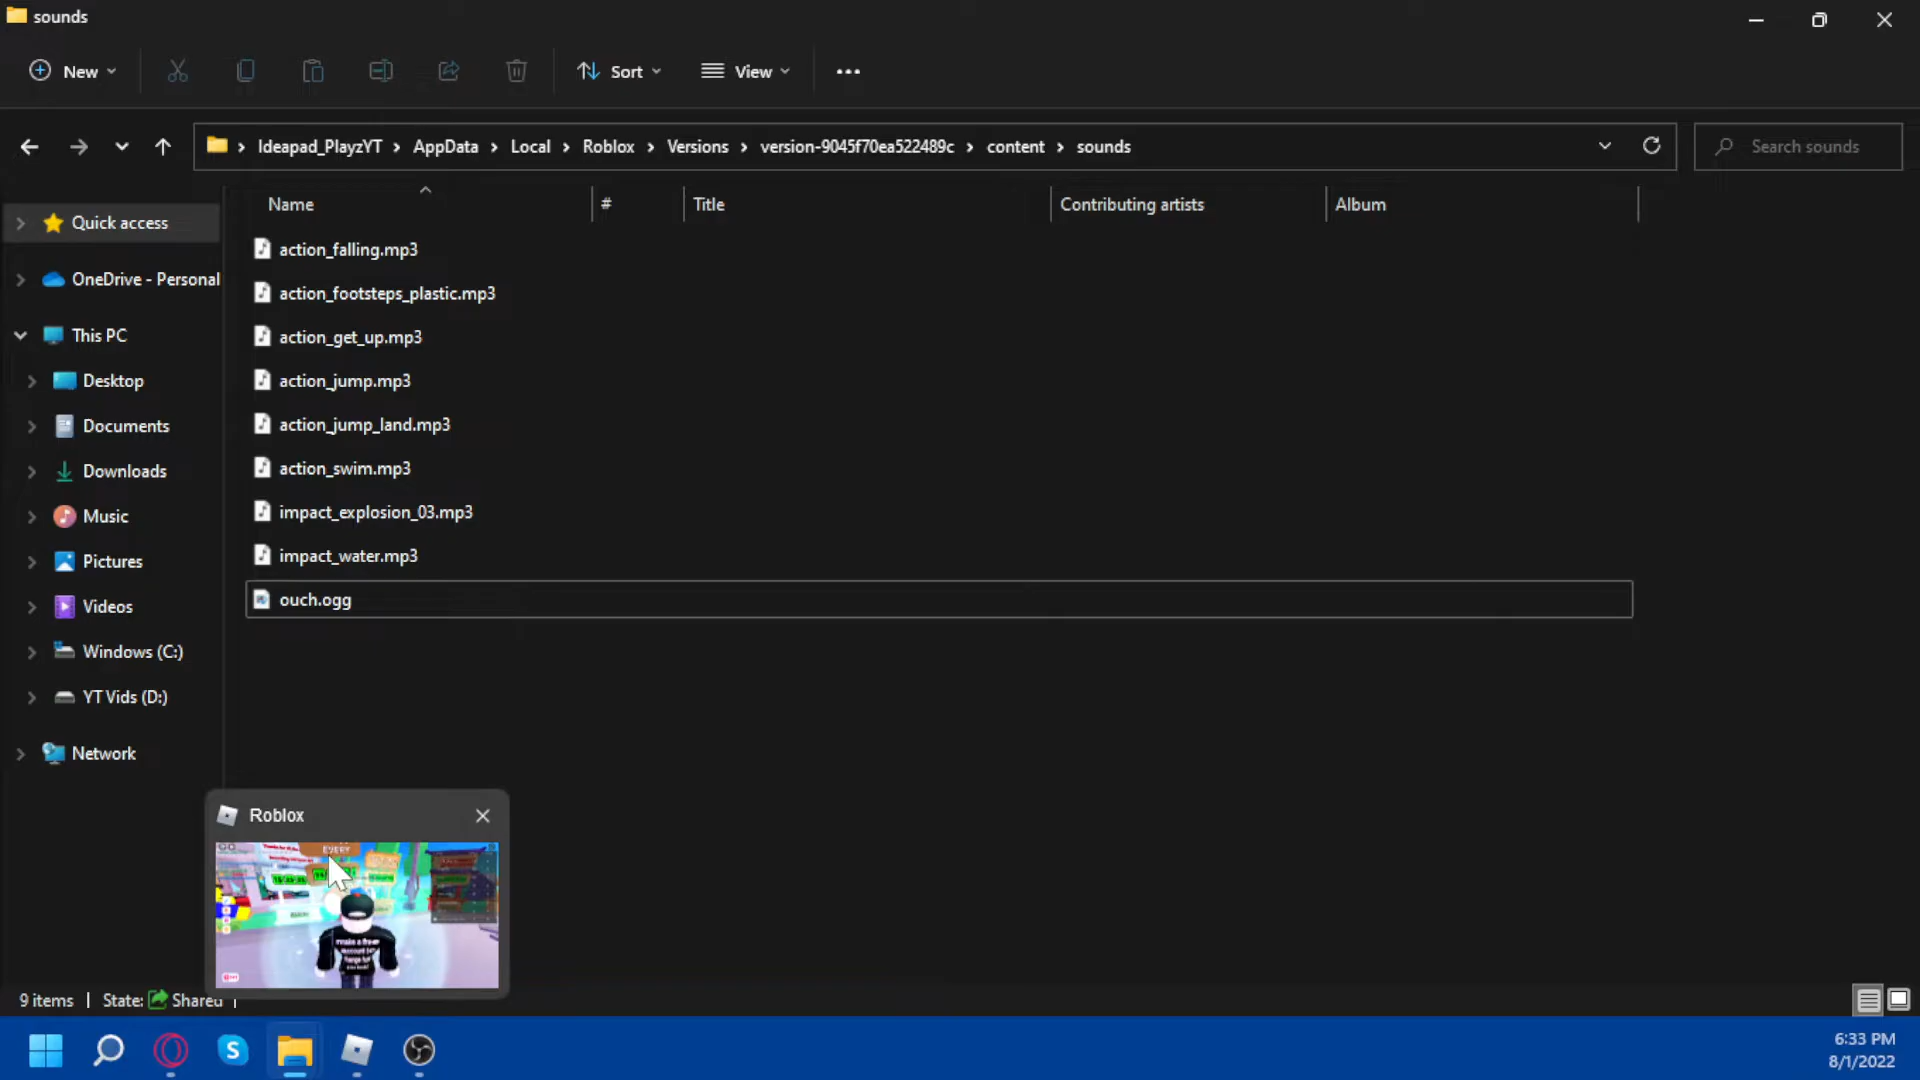 sounds
New
Sort
View
Ideapad_PlayzYT > AppData > Local > Roblox > Versions > version-9045f70ea522489c > content > sounds
Search sounds
Name
#
Title
Contributing artists
Album
Quick access
OneDrive - Personal
This PC
Desktop
Documents
Downloads
Music
Pictures
Videos
Windows (C:)
YT Vids (D:)
Network
action_falling.mp3
action_footsteps_plastic.mp3
action_get_up.mp3
action_jump.mp3
action_jump_land.mp3
action_swim.mp3
impact_explosion_03.mp3
impact_water.mp3
ouch.ogg
Roblox
EVERY
9 items
State: Shared
6:33 PM
8/1/2022